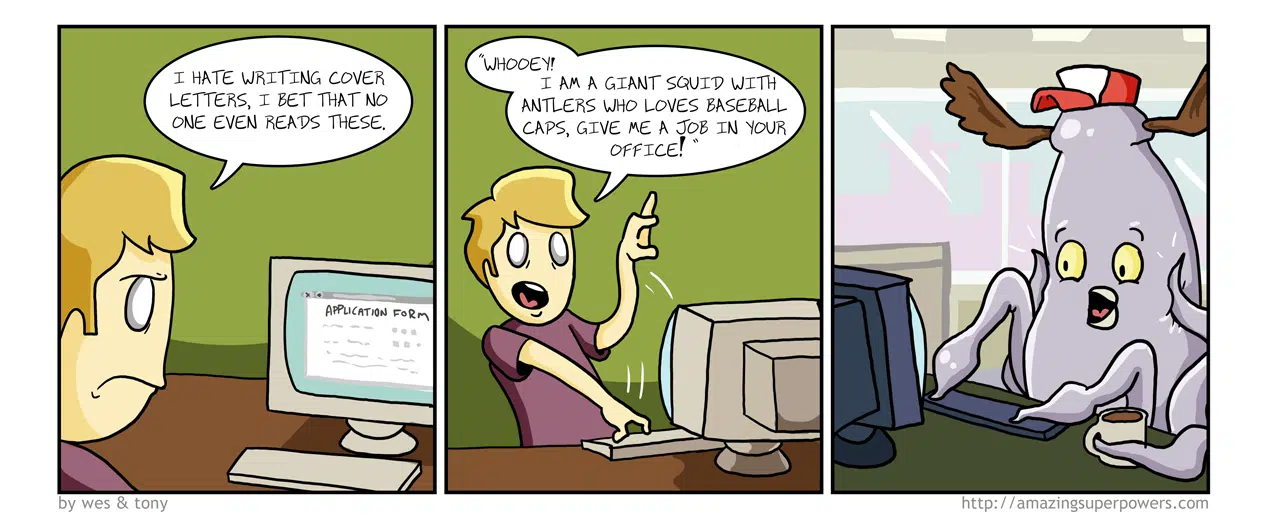 I HATE WRITING COVER
LETTERS, I BET THAT NO
ONE EVEN READS THESE.
APPLICATION FORM
"WHOOEY!
I AM A GIANT SQUID WITH
ANTLERS WHO LOVES BASEBALL
CAPS, GIVE ME A JOB IN YOUR
OFFICE!"
by wes & tony
http://amazingsuperpowers.com